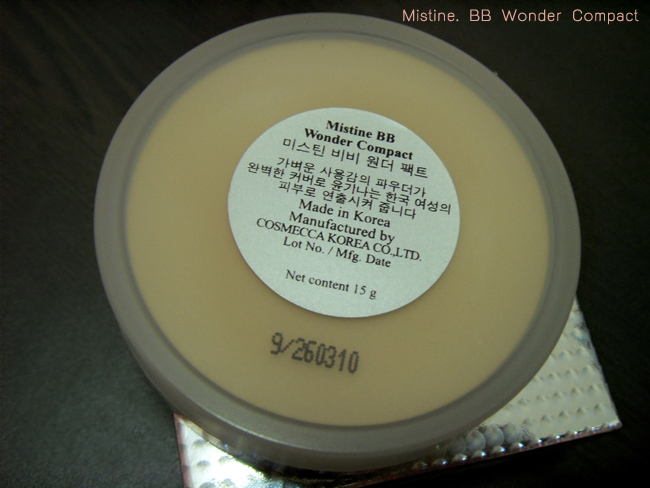 Mistine. BB Wonder Compact
Mistine BB
Wonder Compact
미스틴 비비 원더 팩트
가벼운 사용감의 파우더가
완벽한 커버로 윤기나는 한국 여성의
피부로 연출시켜 줍니다
Made in Korea
Manufactured by
COSMECCA KOREA CO.,LTD.
Lot No. / Mfg. Date
Net content 15 g
9/260310